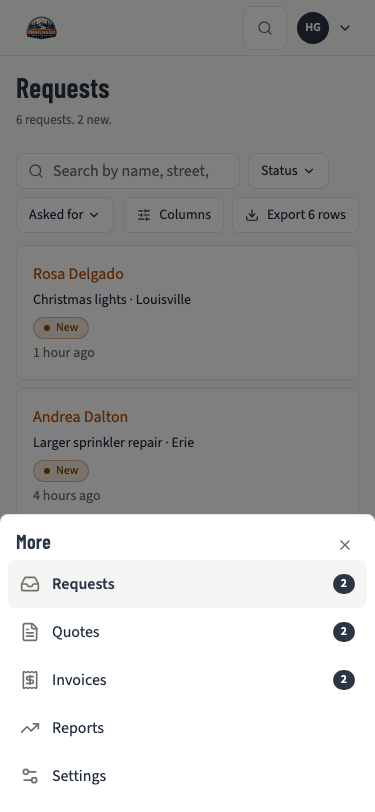 TRAILHEAD
HG
Requests
6 requests. 2 new.
Search by name, street,
Status
Asked for
Columns
Export 6 rows
Rosa Delgado
Christmas lights · Louisville
New
1 hour ago
Andrea Dalton
Larger sprinkler repair · Erie
New
4 hours ago
More
Requests 2
Quotes 2
Invoices 2
Reports
Settings